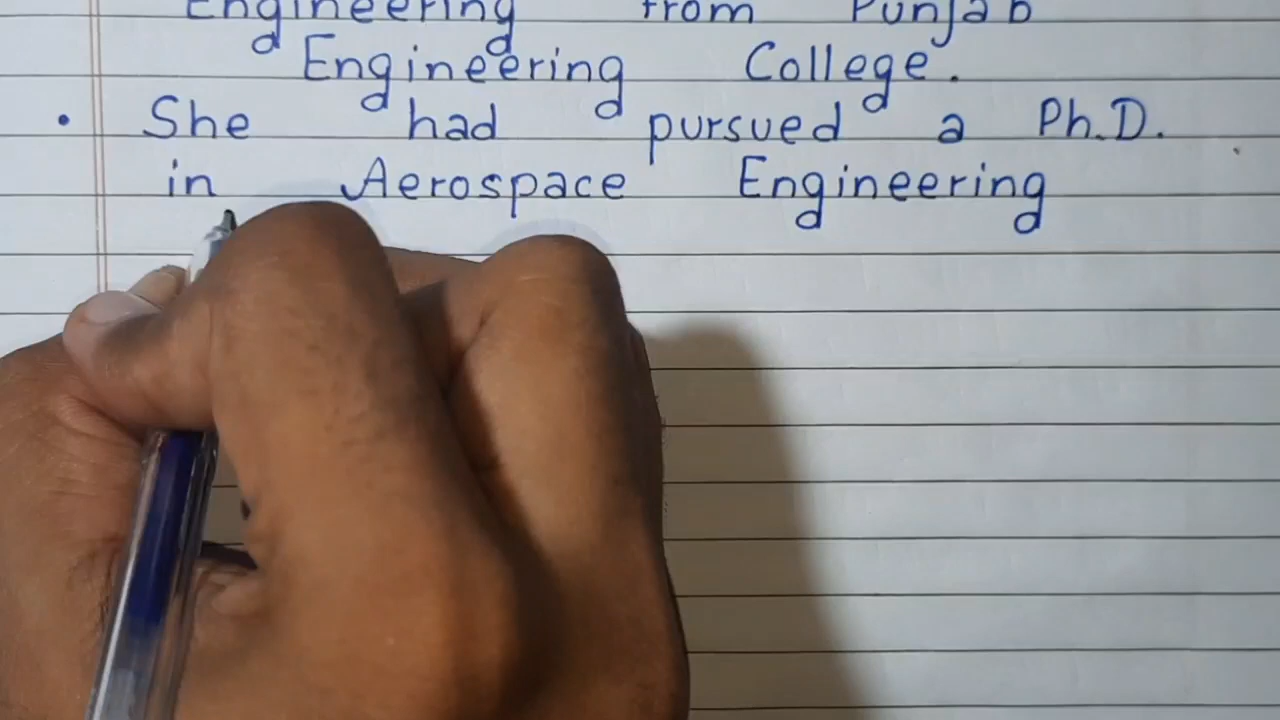 Engineering from Punjab
Engineering College.
• She had pursued a Ph.D.
in Aerospace Engineering